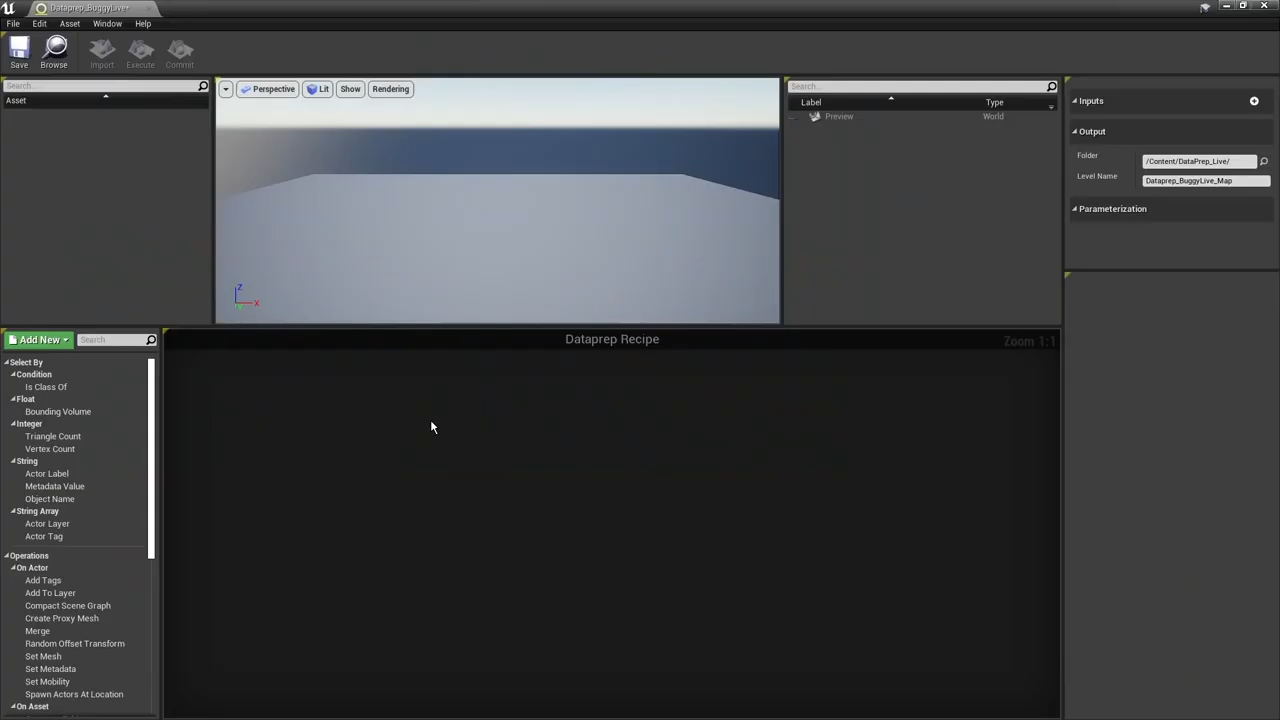 Dataprep_BuggyLive*
File Edit Asset Window Help
Save Browse Import Execute Commit
Search...
Asset
Perspective Lit Show Rendering
Z
X
Search...
Label Type
Preview World
Inputs
Output
Folder /Content/DataPrep_Live/
Level Name Dataprep_BuggyLive_Map
Parameterization
Add New Search
Select By
Condition
Is Class Of
Float
Bounding Volume
Integer
Triangle Count
Vertex Count
String
Actor Label
Metadata Value
Object Name
String Array
Actor Layer
Actor Tag
Operations
On Actor
Add Tags
Add To Layer
Compact Scene Graph
Create Proxy Mesh
Merge
Random Offset Transform
Set Mesh
Set Metadata
Set Mobility
Spawn Actors At Location
On Asset
Dataprep Recipe
Zoom 1:1